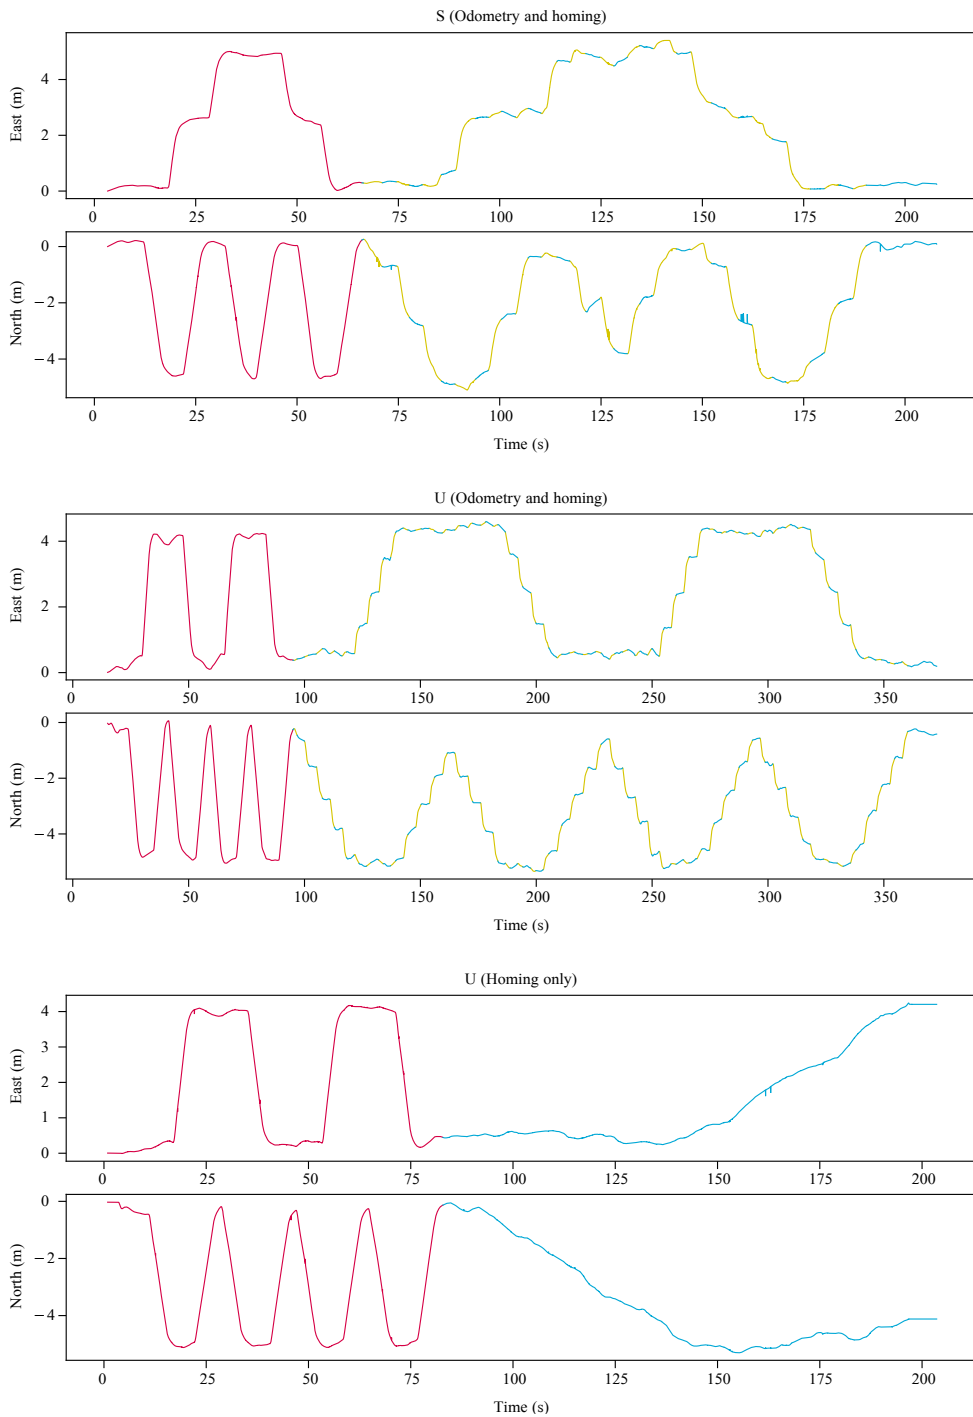 S (Odometry and homing)
East (m)
4
2
0
0 25 50 75 100 125 150 175 200
North (m)
0
−2
−4
0 25 50 75 100 125 150 175 200
Time (s)
U (Odometry and homing)
East (m)
4
2
0
0 50 100 150 200 250 300 350
North (m)
0
−2
−4
0 50 100 150 200 250 300 350
Time (s)
U (Homing only)
East (m)
4
3
2
1
0
0 25 50 75 100 125 150 175 200
North (m)
0
−2
−4
0 25 50 75 100 125 150 175 200
Time (s)